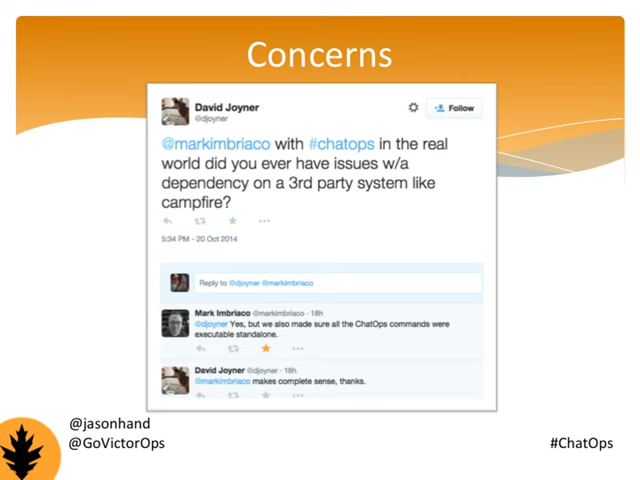 Concerns
David Joyner
@djoyner
Follow
@markimbriaco with #chatops in the real
world did you ever have issues w/a
dependency on a 3rd party system like
campfire?
5:34 PM - 20 Oct 2014
Reply to @djoyner @markimbriaco
Mark Imbriaco @markimbriaco · 18h
@djoyner Yes, but we also made sure all the ChatOps commands were
executable standalone.
David Joyner @djoyner · 18h
@markimbriaco makes complete sense, thanks.
@jasonhand
@GoVictorOps
#ChatOps